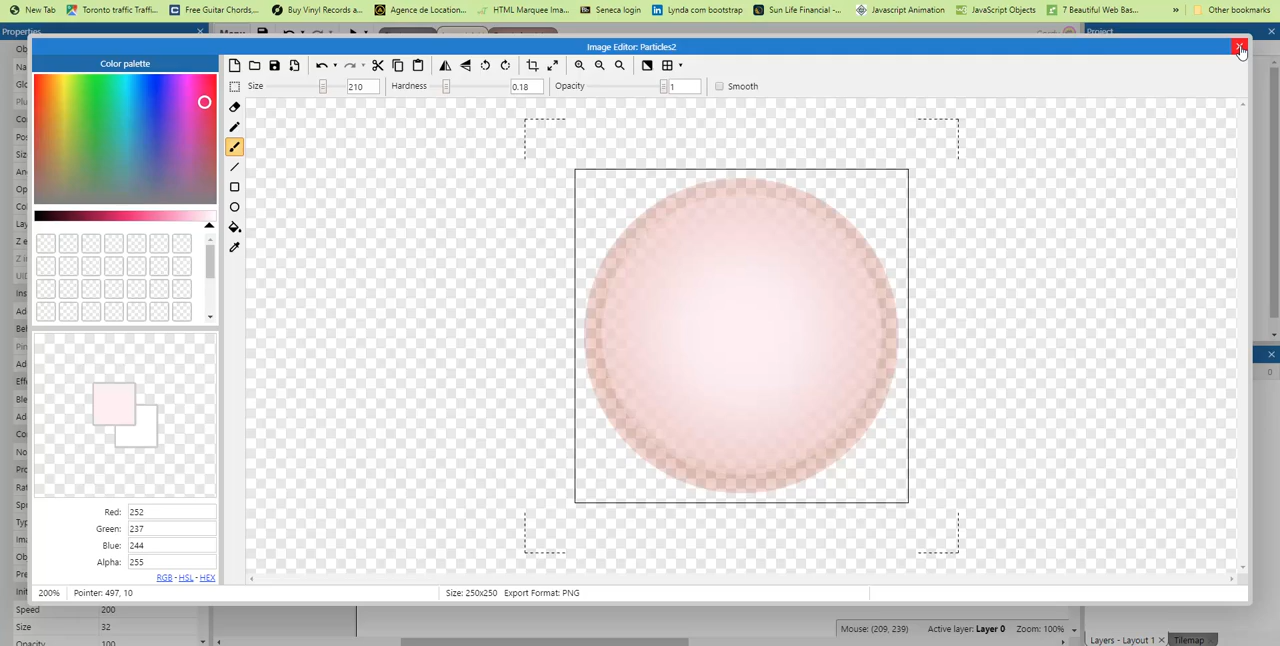 New Tab Toronto traffic Traffi... Free Guitar Chords,... Buy Vinyl Records a... Agence de Location... HTML Marquee Ima... Seneca login Lynda com bootstrap Sun Life Financial -... Javascript Animation JavaScript Objects 7 Beautiful Web Bas... » Other bookmarks
Properties Menu Project
Image Editor: Particles2
Color palette
Size 210 Hardness 0.18 Opacity 1 Smooth
Red: 252
Green: 237
Blue: 244
Alpha: 255
RGB - HSL - HEX
200% Pointer: 497, 10 Size: 250x250 Export Format: PNG
Speed 200
Size 32
Opacity 100
Mouse: (209, 239) Active layer: Layer 0 Zoom: 100%
Layers - Layout 1 Tilemap